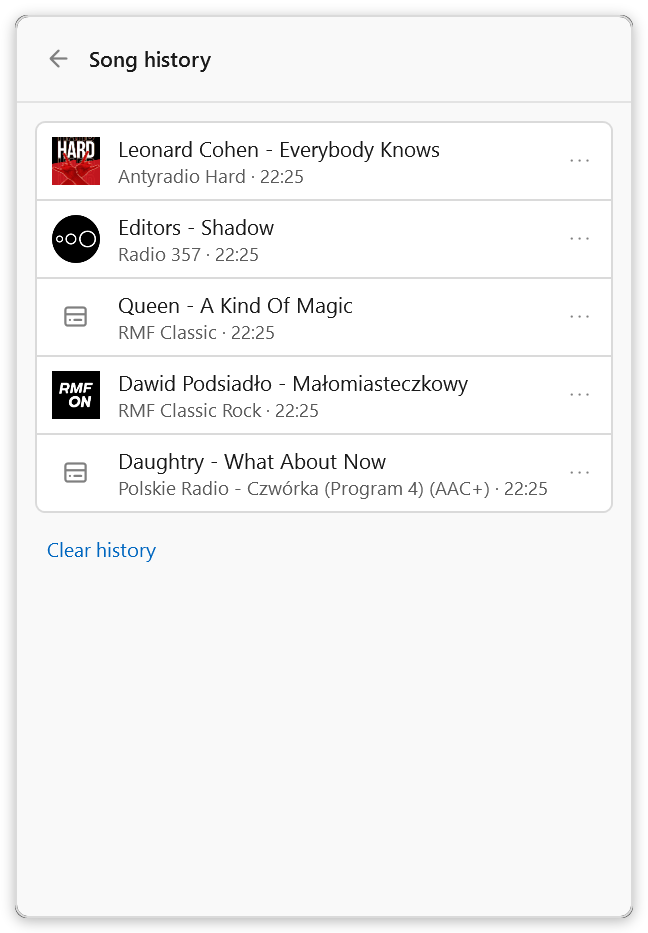 Song history
HARD
Leonard Cohen - Everybody Knows
Antyradio Hard · 22:25
Editors - Shadow
Radio 357 · 22:25
Queen - A Kind Of Magic
RMF Classic · 22:25
RMF
ON
Dawid Podsiadło - Małomiasteczkowy
RMF Classic Rock · 22:25
Daughtry - What About Now
Polskie Radio - Czwórka (Program 4) (AAC+) · 22:25
Clear history